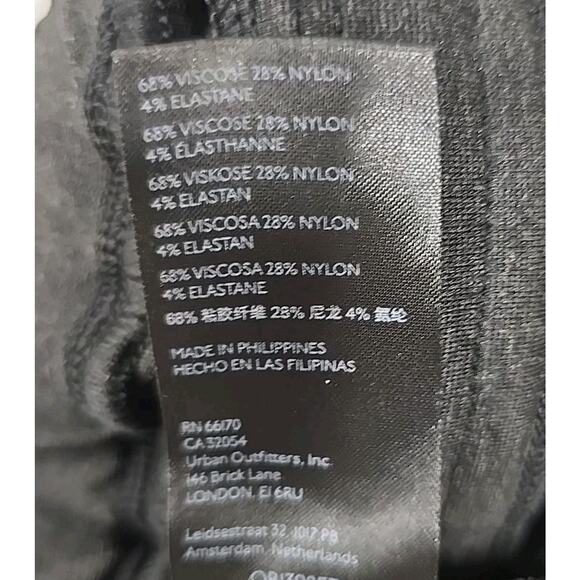 68% VISCOSE 28% NYLON
4% ELASTANE
68% VISCOSE 28% NYLON
4% ELASTHANNE
68% VISKOSE 28% NYLON
4% ELASTAN
68% VISCOSA 28% NYLON
4% ELASTAN
68% VISCOSA 28% NYLON
4% ELASTANE
68% 粘胶纤维 28% 尼龙 4% 氨纶
MADE IN PHILIPPINES
HECHO EN LAS FILIPINAS
RN 66170
CA 32054
Urban Outfitters, Inc.
146 Brick Lane
LONDON. E1 6RU
Leidsestraat 32, 1017 PB
Amsterdam, Netherlands